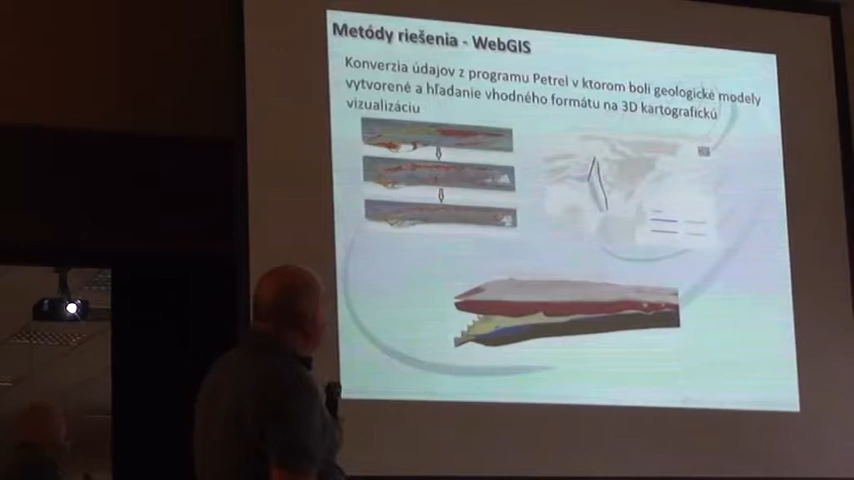 Metódy riešenia - WebGIS
Konverzia údajov z programu Petrel v ktorom boli geologické modely
vytvorené a hľadanie vhodného formátu na 3D kartografickú
vizualizáciu